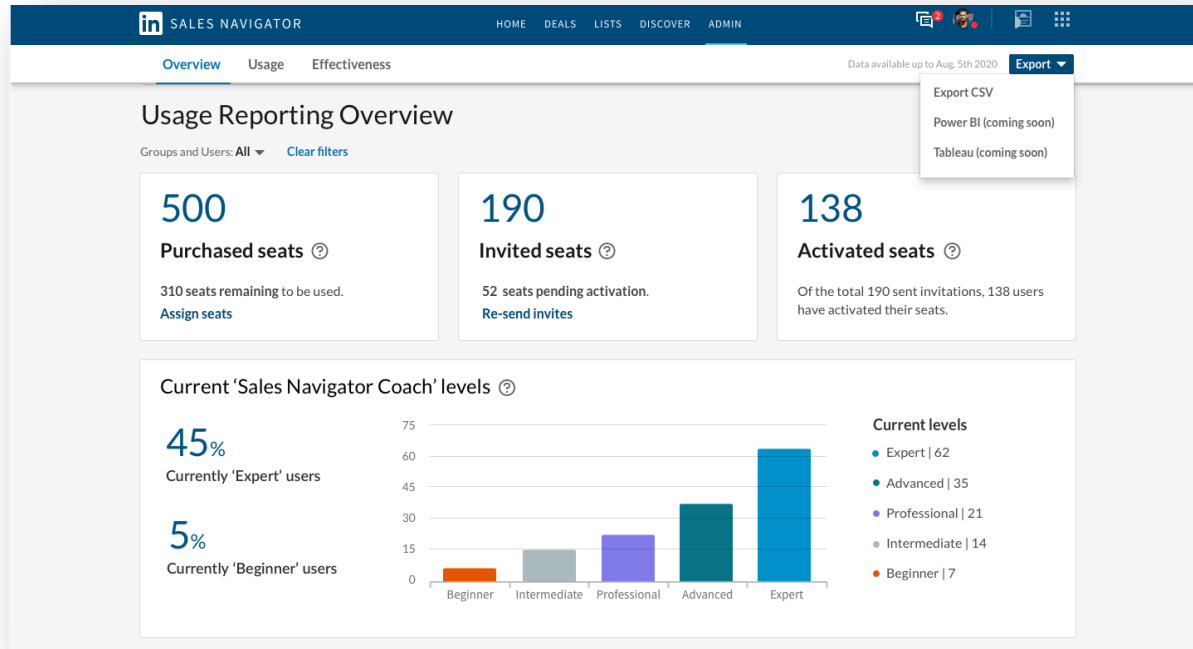 in SALES NAVIGATOR HOME DEALS LISTS DISCOVER ADMIN 2
Overview Usage Effectiveness Data available up to Aug. 5th 2020 Export
Export CSV
Power BI (coming soon)
Tableau (coming soon)
Usage Reporting Overview
Groups and Users: All Clear filters
500
Purchased seats ?
310 seats remaining to be used.
Assign seats
190
Invited seats ?
52 seats pending activation.
Re-send invites
138
Activated seats ?
Of the total 190 sent invitations, 138 users
have activated their seats.
Current ‘Sales Navigator Coach’ levels ?
45%
Currently ‘Expert’ users
5%
Currently ‘Beginner’ users
75
60
45
30
15
0
Beginner Intermediate Professional Advanced Expert
Current levels
Expert | 62
Advanced | 35
Professional | 21
Intermediate | 14
Beginner | 7